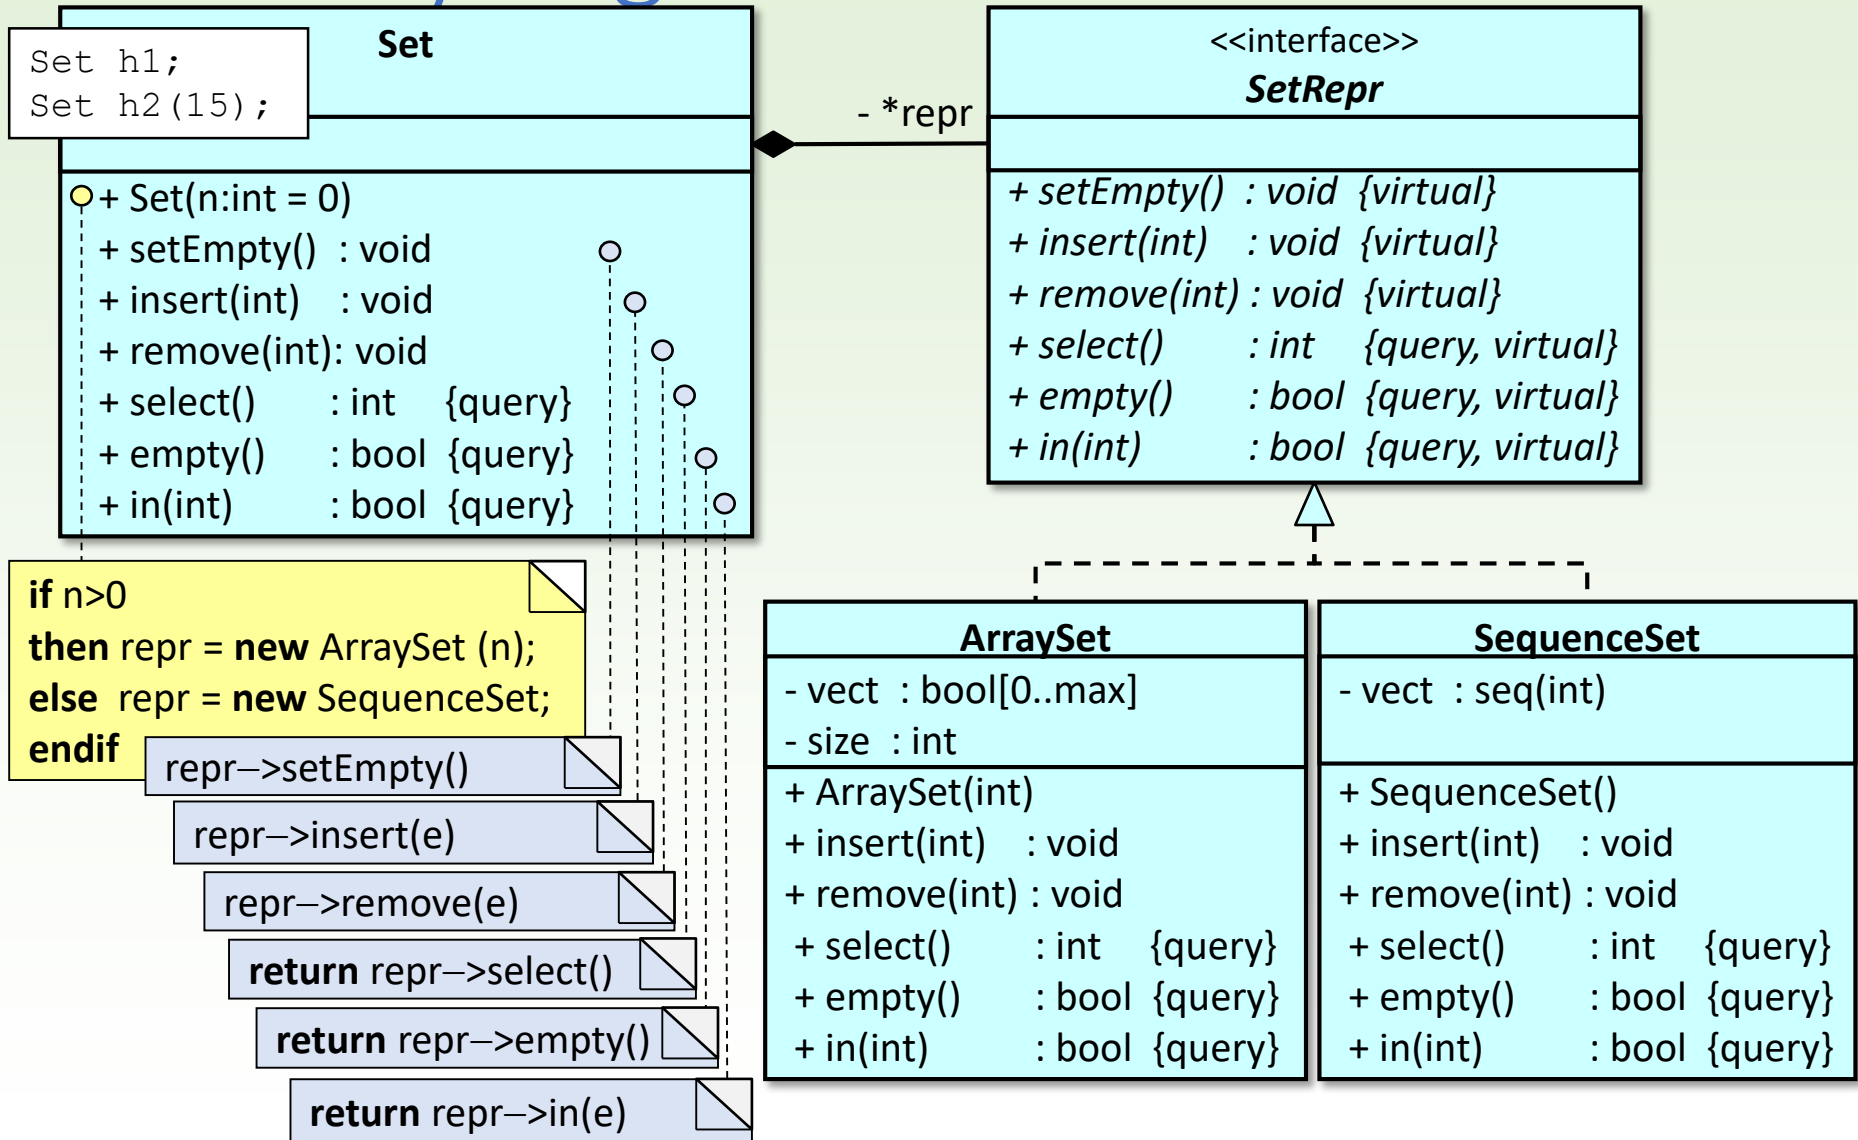 Set h1;
Set h2(15);
Set
+ Set(n:int = 0)
+ setEmpty() : void
+ insert(int) : void
+ remove(int): void
+ select() : int {query}
+ empty() : bool {query}
+ in(int) : bool {query}
- *repr
<<interface>>
SetRepr
+ setEmpty() : void {virtual}
+ insert(int) : void {virtual}
+ remove(int) : void {virtual}
+ select() : int {query, virtual}
+ empty() : bool {query, virtual}
+ in(int) : bool {query, virtual}
if n>0
then repr = new ArraySet (n);
else repr = new SequenceSet;
endif
repr–>setEmpty()
repr–>insert(e)
repr–>remove(e)
return repr–>select()
return repr–>empty()
return repr–>in(e)
ArraySet
- vect : bool[0..max]
- size : int
+ ArraySet(int)
+ insert(int) : void
+ remove(int) : void
+ select() : int {query}
+ empty() : bool {query}
+ in(int) : bool {query}
SequenceSet
- vect : seq(int)
+ SequenceSet()
+ insert(int) : void
+ remove(int) : void
+ select() : int {query}
+ empty() : bool {query}
+ in(int) : bool {query}